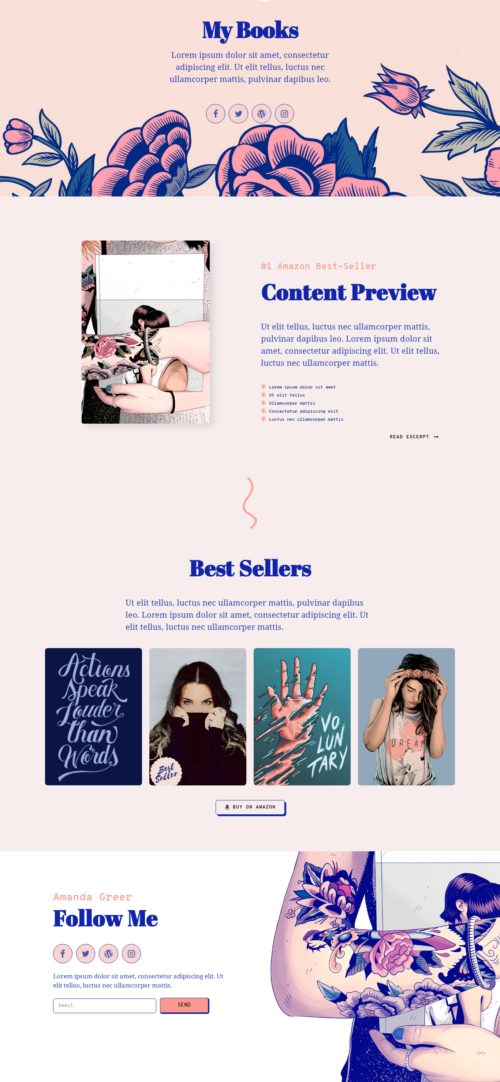 My Books
Lorem ipsum dolor sit amet, consectetur
adipiscing elit. Ut elit tellus, luctus nec
ullamcorper mattis, pulvinar dapibus leo.
#1 Amazon Best-Seller
Content Preview
Ut elit tellus, luctus nec ullamcorper mattis,
pulvinar dapibus leo. Lorem ipsum dolor sit
amet, consectetur adipiscing elit. Ut elit tellus,
luctus nec ullamcorper mattis.
Lorem ipsum dolor sit amet
Ut elit tellus
Ullamcorper mattis
Consectetur adipiscing elit
Luctus nec ullamcorper mattis
READ EXCERPT →
Best Sellers
Ut elit tellus, luctus nec ullamcorper mattis, pulvinar dapibus
leo. Lorem ipsum dolor sit amet, consectetur adipiscing elit. Ut
elit tellus, luctus nec ullamcorper mattis.
Actions
Speak
Louder
than
Words
Best
Seller
VO
LUN
TARY
DREAM
BUY ON AMAZON
Amanda Greer
Follow Me
Lorem ipsum dolor sit amet, consectetur adipiscing elit. Ut
elit tellus, luctus nec ullamcorper mattis.
Email
SEND